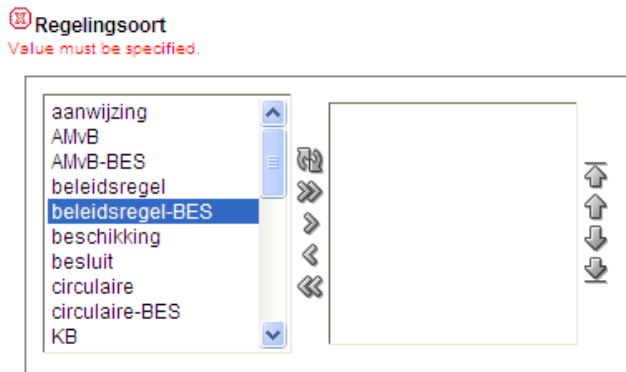 Regelingsoort
Value must be specified.
aanwijzing
AMvB
AMvB-BES
beleidsregel
beleidsregel-BES
beschikking
besluit
circulaire
circulaire-BES
KB